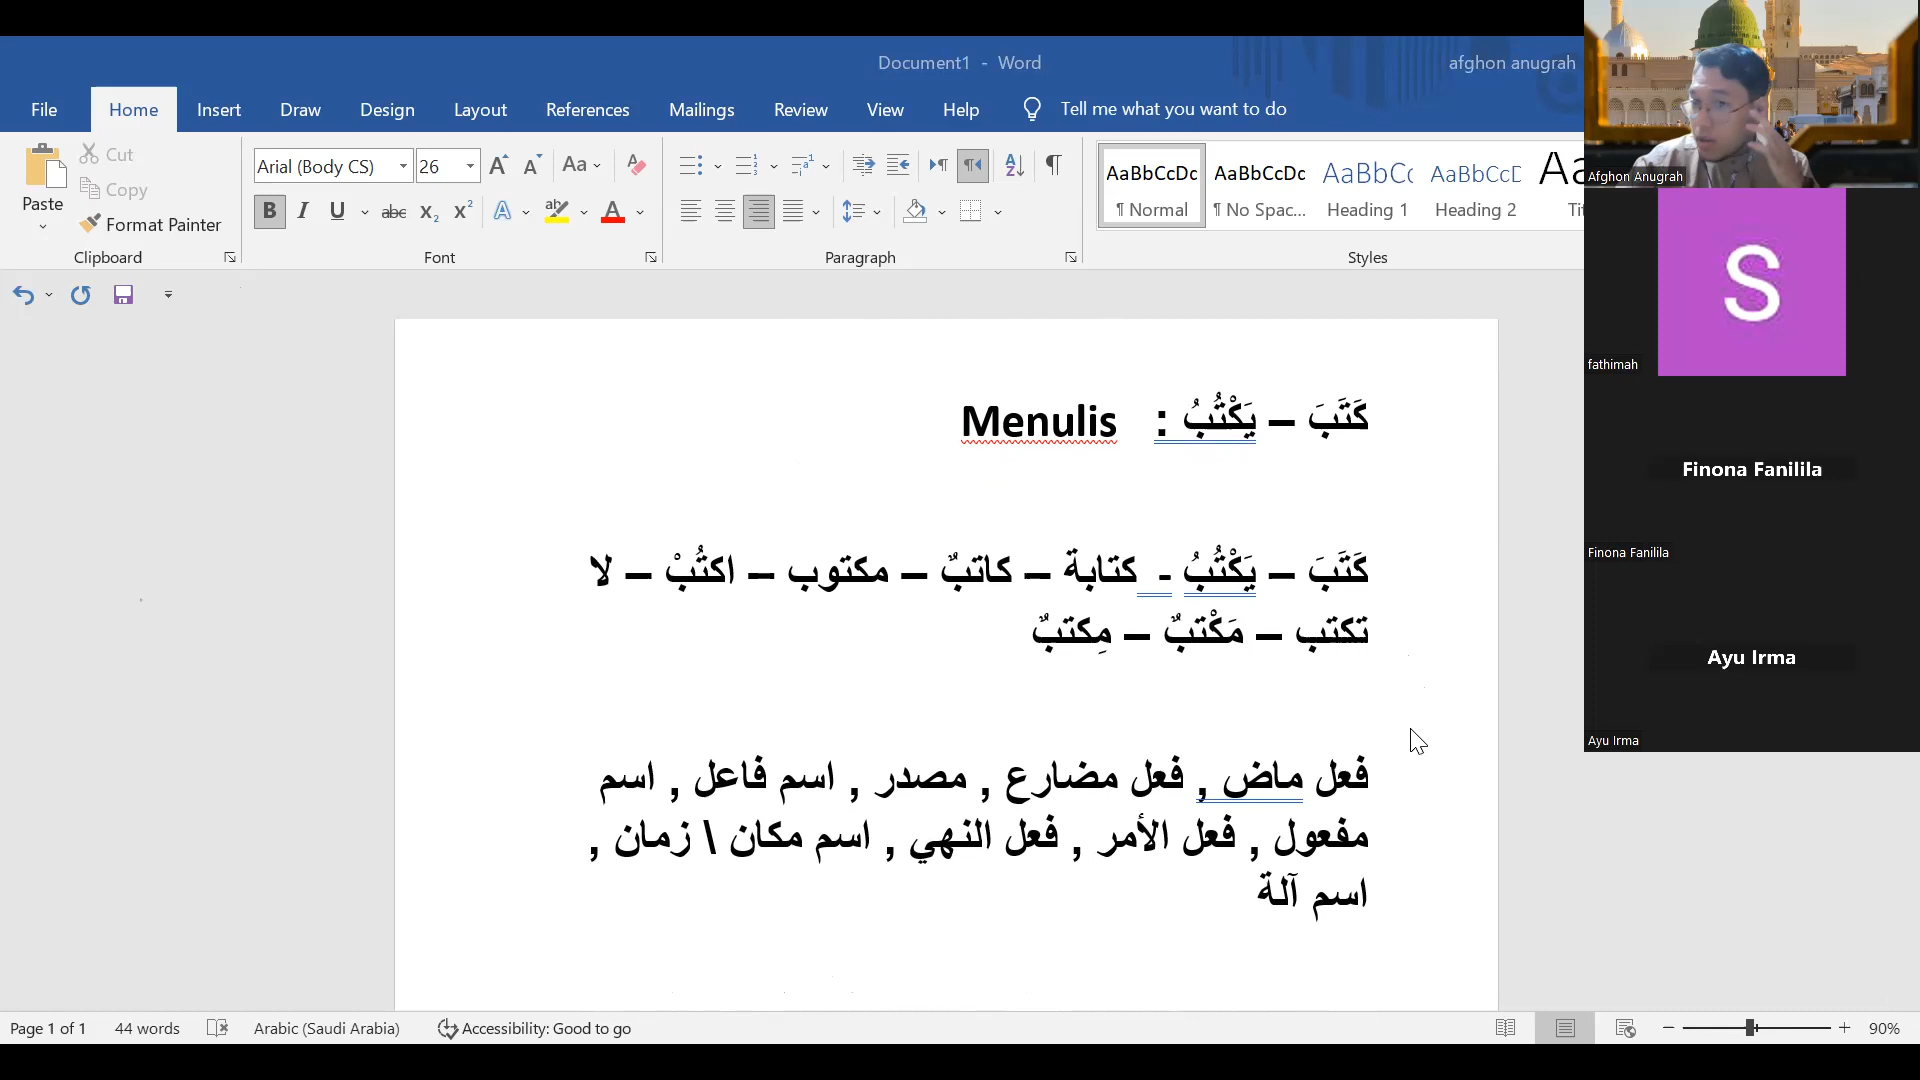 Document1 - Word
afghon anugrah
File Home Insert Draw Design Layout References Mailings Review View Help Tell me what you want to do
Paste
Cut
Copy
Format Painter
Clipboard
Arial (Body CS) 26
Font
Paragraph
AaBbCcDc AaBbCcDc AaBbCc AaBbCcD
¶ Normal ¶ No Spac... Heading 1 Heading 2
Styles
كَتَبَ – يَكْتُبُ : Menulis
كَتَبَ – يَكْتُبُ - كتابة – كاتبٌ – مكتوب – اكتُبْ – لا
تكتب – مَكْتبٌ – مِكتبٌ
فعل ماض , فعل مضارع , مصدر , اسم فاعل , اسم
مفعول , فعل الأمر , فعل النهي , اسم مكان \ زمان ,
اسم آلة
Afghon Anugrah
S
fathimah
Finona Fanilila
Finona Fanilila
Ayu Irma
Ayu Irma
Page 1 of 1 44 words Arabic (Saudi Arabia) Accessibility: Good to go 90%